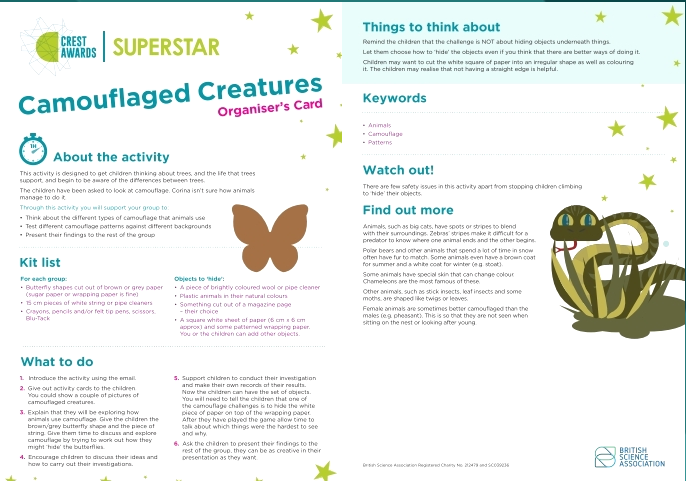 CREST
AWARDS
SUPERSTAR
Camouflaged Creatures
Organiser's Card
1H
About the activity
This activity is designed to get children thinking about trees, and the life that trees
support, and begin to be aware of the differences between trees.
The children have been asked to look at camouflage. Corina isn't sure how animals
manage to do it.
Through this activity you will support your group to:
• Think about the different types of camouflage that animals use
• Test different camouflage patterns against different backgrounds
• Present their findings to the rest of the group
Kit list
For each group:
• Butterfly shapes cut out of brown or grey paper
(sugar paper or wrapping paper is fine)
• 15 cm pieces of white string or pipe cleaners
• Crayons, pencils and/or felt tip pens, scissors,
Blu-Tack
Objects to 'hide':
• A piece of brightly coloured wool or pipe cleaner
• Plastic animals in their natural colours
• Something cut out of a magazine page
– their choice
• A square white sheet of paper (6 cm x 6 cm
approx) and some patterned wrapping paper.
You or the children can add other objects.
What to do
1. Introduce the activity using the email.
2. Give out activity cards to the children.
You could show a couple of pictures of
camouflaged creatures.
3. Explain that they will be exploring how
animals use camouflage. Give the children the
brown/grey butterfly shape and the piece of
string. Give them time to discuss and explore
camouflage by trying to work out how they
might 'hide' the butterflies.
4. Encourage children to discuss their ideas and
how to carry out their investigations.
5. Support children to conduct their investigation
and make their own records of their results.
Now the children can have the set of objects.
You will need to tell the children that one of
the camouflage challenges is to hide the white
piece of paper on top of the wrapping paper.
After they have played the game allow time to
talk about which things were the hardest to see
and why.
6. Ask the children to present their findings to the
rest of the group, they can be as creative in their
presentation as they want.
Things to think about
Remind the children that the challenge is NOT about hiding objects underneath things.
Let them choose how to 'hide' the objects even if you think that there are better ways of doing it.
Children may want to cut the white square of paper into an irregular shape as well as colouring
it. The children may realise that not having a straight edge is helpful.
Keywords
• Animals
• Camouflage
• Patterns
Watch out!
There are few safety issues in this activity apart from stopping children climbing
to 'hide' their objects.
Find out more
Animals, such as big cats, have spots or stripes to blend
with their surroundings. Zebras' stripes make it difficult for a
predator to know where one animal ends and the other begins.
Polar bears and other animals that spend a lot of time in snow
often have fur to match. Some animals even have a brown coat
for summer and a white coat for winter (e.g. stoat).
Some animals have special skin that can change colour.
Chameleons are the most famous of these.
Other animals, such as stick insects, leaf insects and some
moths, are shaped like twigs or leaves.
Female animals are sometimes better camouflaged than the
males (e.g. pheasant). This is so that they are not seen when
sitting on the nest or looking after young.
British Science Association Registered Charity No. 212479 and SC039236
BRITISH
SCIENCE
ASSOCIATION